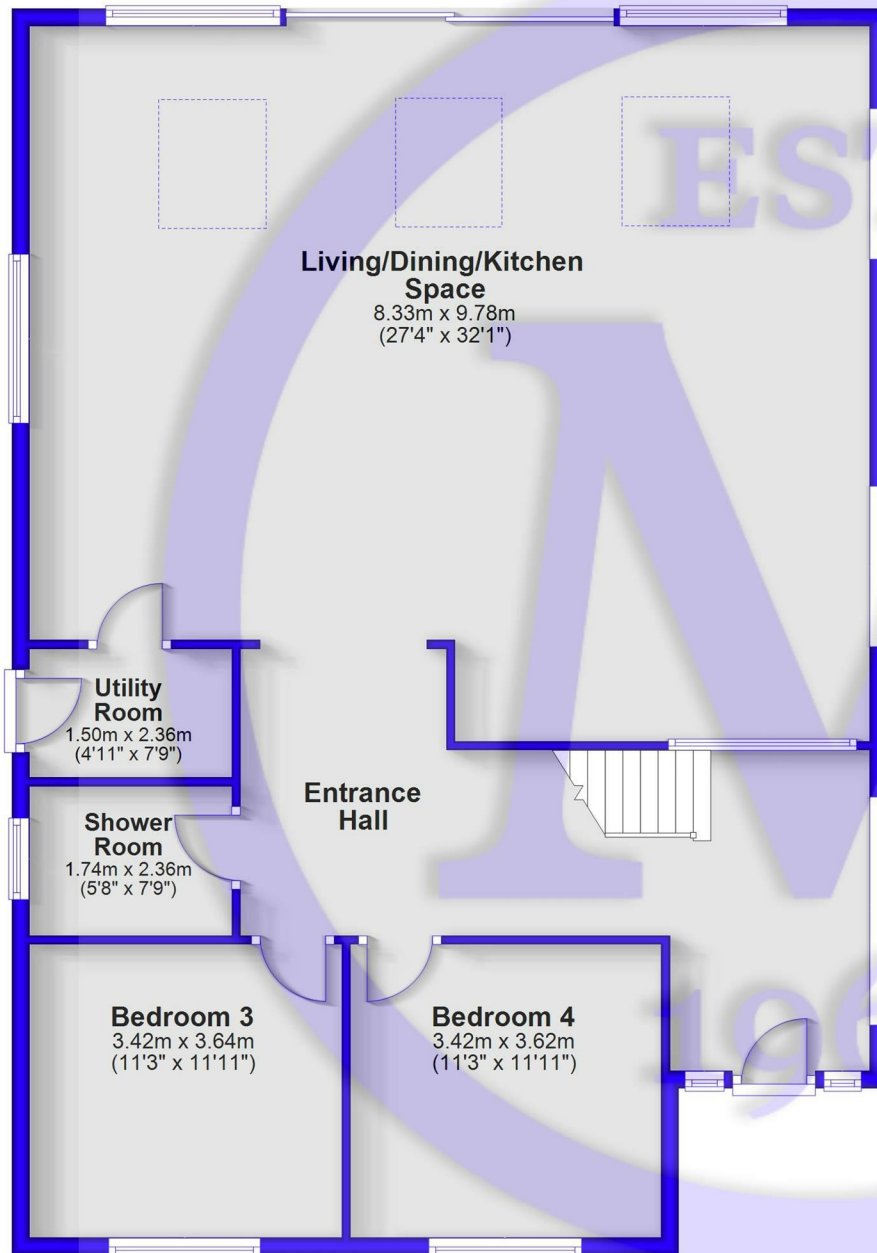 EST
Living/Dining/Kitchen
Space
8.33m x 9.78m
(27'4" x 32'1")
M
Utility
Room
1.50m x 2.36m
(4'11" x 7'9")
Entrance
Hall
Shower
Room
1.74m x 2.36m
(5'8" x 7'9")
Bedroom 3
3.42m x 3.64m
(11'3" x 11'11")
Bedroom 4
3.42m x 3.62m
(11'3" x 11'11")